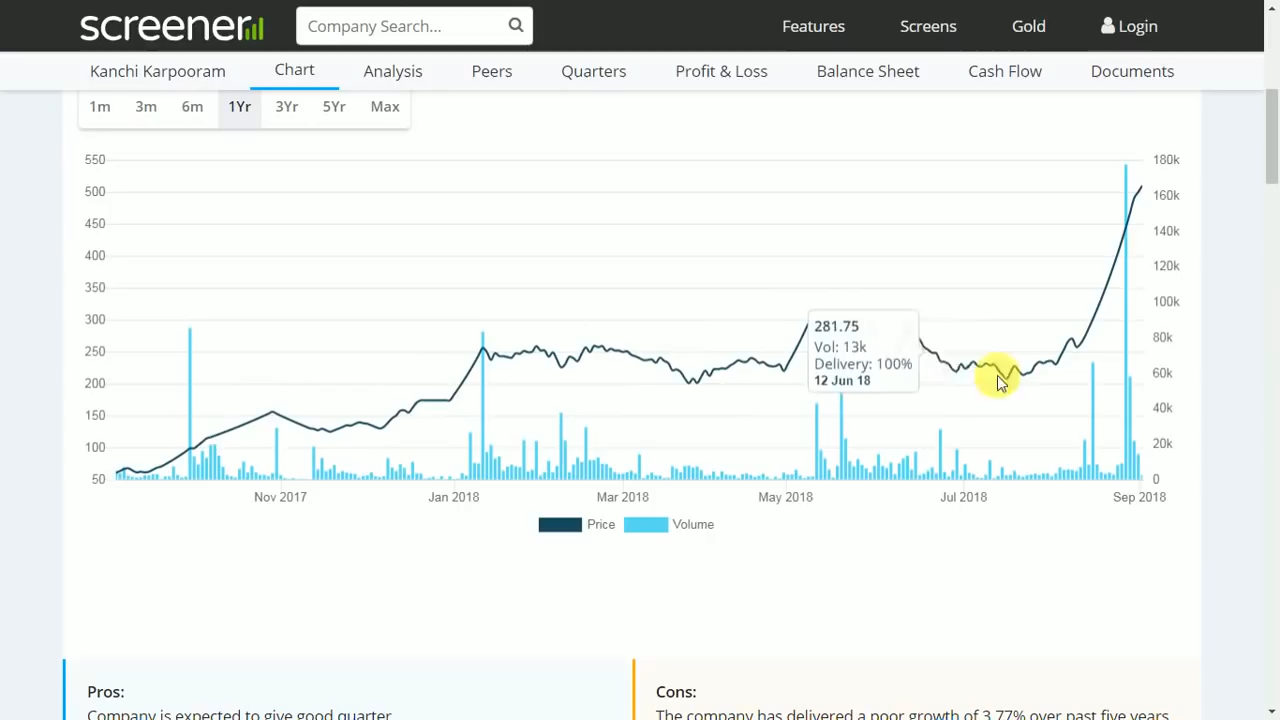 screener
Company Search...
Features
Screens
Gold
Login
Kanchi Karpooram
Chart
Analysis
Peers
Quarters
Profit & Loss
Balance Sheet
Cash Flow
Documents
1m 3m 6m 1Yr 3Yr 5Yr Max
550 180k
500 160k
450 140k
400 120k
350 100k
300 80k
250 60k
200 40k
150 20k
100 0
50
281.75
Vol: 13k
Delivery: 100%
12 Jun 18
Nov 2017 Jan 2018 Mar 2018 May 2018 Jul 2018 Sep 2018
Price Volume
Pros:
Company is expected to give good quarter
Cons:
The company has delivered a poor growth of 3.77% over past five years.